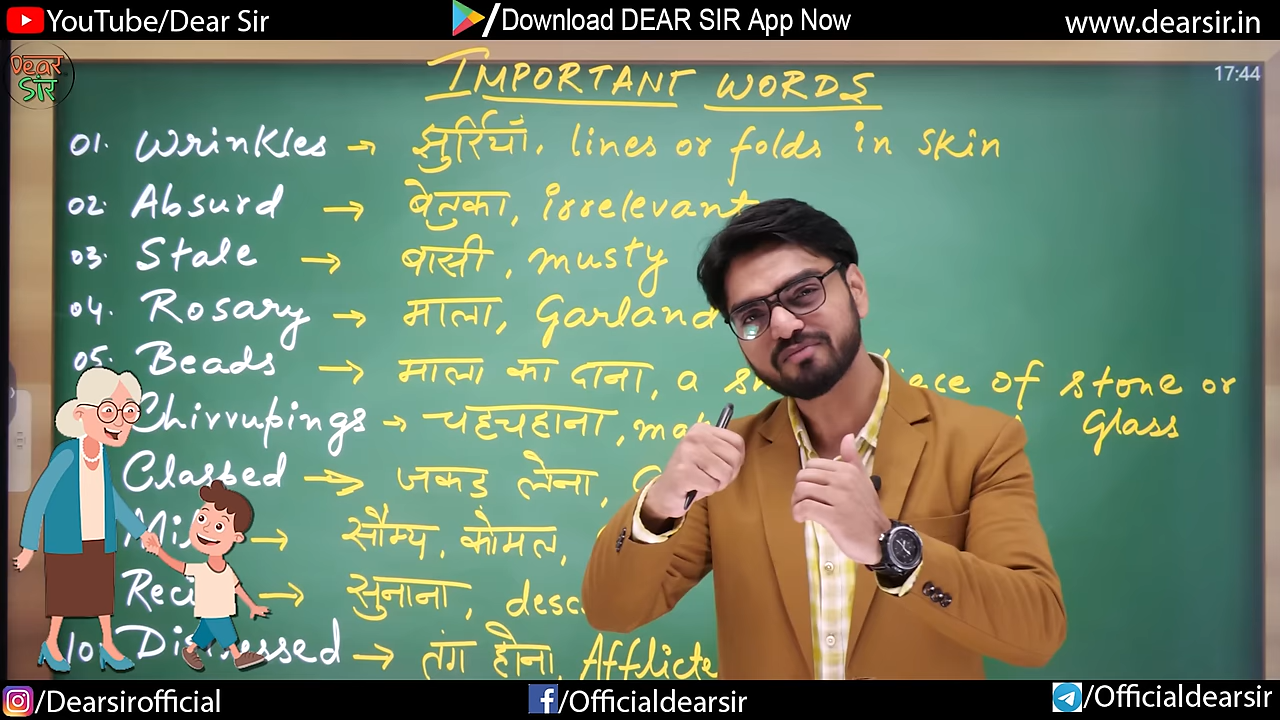 YouTube/Dear Sir
/Download DEAR SIR App Now
www.dearsir.in
Dear
Sir
17:44
IMPORTANT WORDS
01. Wrinkles → झुर्रियाँ, lines or folds in skin
02. Absurd → बेतुका, irrelevant
03. Stale → बासी, musty
04. Rosary → माला, Garland
05. Beads → माला का दाना, a of stone or
Glass
Chirrupings → चहचहाना,
Clasped → जकड़ लेना,
→ सौम्य, कोमल,
→ सुनाना,
10 → तंग होना,
/Dearsirofficial
/Officialdearsir
/Officialdearsir